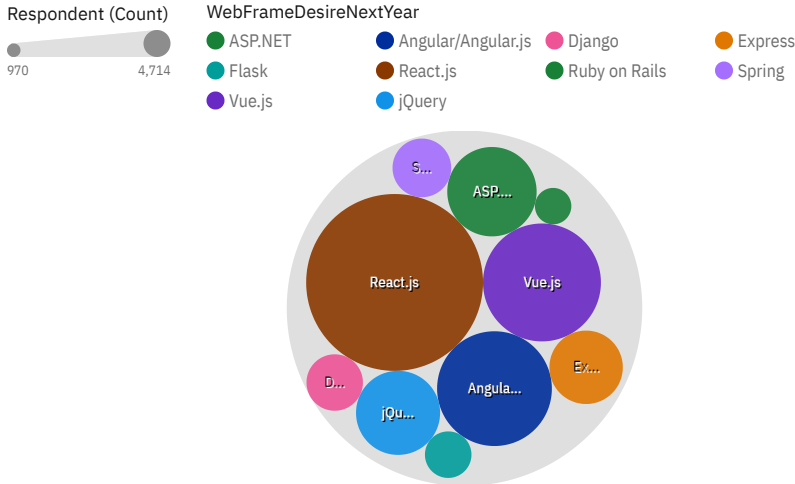 Respondent (Count)
970 4,714
WebFrameDesireNextYear
ASP.NET Angular/Angular.js Django Express
Flask React.js Ruby on Rails Spring
Vue.js jQuery
S...
ASP....
React.js
Vue.js
Ex...
D...
Angula...
jQu...